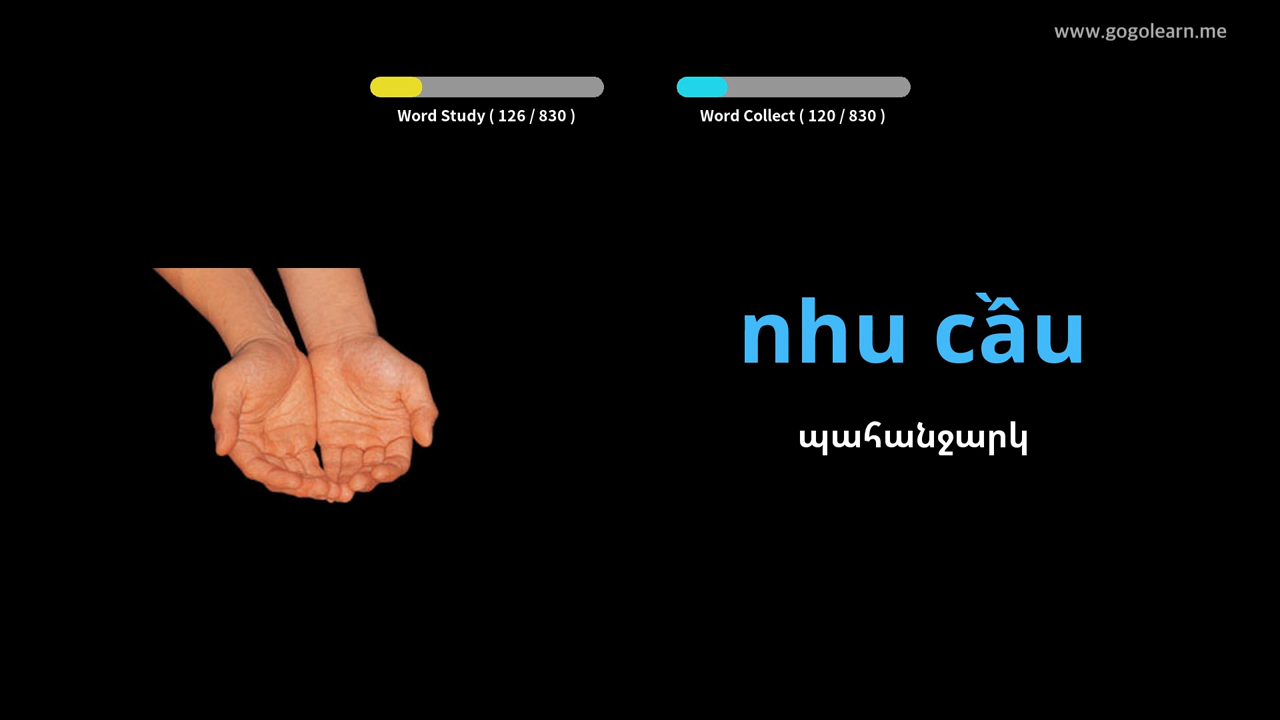 www.gogolearn.me
Word Study ( 126 / 830 )
Word Collect ( 120 / 830 )
nhu cầu
պահանջարկ